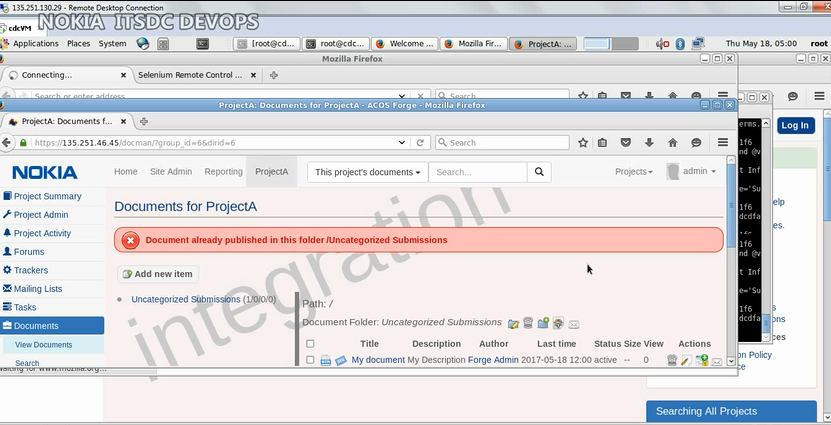 135.251.130.29 - Remote Desktop Connection
NOKIA ITSDC DEVOPS
cdcVM
Applications Places System [root@cdc... root@cdc... Welcome ... Mozilla Fir... ProjectA: ... Thu May 18, 05:00 root
Mozilla Firefox
Connecting... Selenium Remote Control ...
Search or enter address Search
ProjectA: Documents for ProjectA - ACOS Forge - Mozilla Firefox
ProjectA: Documents f...
https://135.251.46.45/docman/?group_id=6&dirid=6 Search
Log In
NOKIA Home Site Admin Reporting ProjectA This project's documents Search... Projects admin
Project Summary
Project Admin
Project Activity
Forums
Trackers
Mailing Lists
Tasks
Documents
View Documents
Search
Documents for ProjectA
Document already published in this folder /Uncategorized Submissions
Add new item
Uncategorized Submissions (1/0/0/0)
Path: /
Document Folder: Uncategorized Submissions
Title Description Author Last time Status Size View Actions
My document My Description Forge Admin 2017-05-18 12:00 active -- 0
integration
erms.
1f6
nd @v
t Inf
e='Su
1f6
dcdfa
1f6
nd @v
t Inf
e='Su
1f6
dcdfa
elp
es.
ces
ion Policy
ce
Searching All Projects